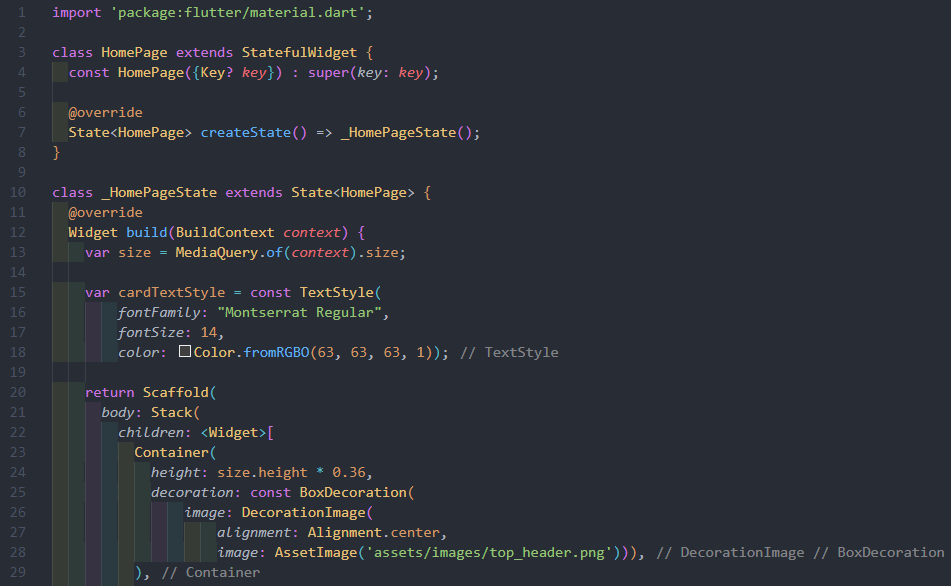 1 import 'package:flutter/material.dart';
2
3 class HomePage extends StatefulWidget {
4 const HomePage({Key? key}) : super(key: key);
5
6 @override
7 State<HomePage> createState() => _HomePageState();
8 }
9
10 class _HomePageState extends State<HomePage> {
11 @override
12 Widget build(BuildContext context) {
13 var size = MediaQuery.of(context).size;
14
15 var cardTextStyle = const TextStyle(
16 fontFamily: "Montserrat Regular",
17 fontSize: 14,
18 color: Color.fromRGBO(63, 63, 63, 1)); // TextStyle
19
20 return Scaffold(
21 body: Stack(
22 children: <Widget>[
23 Container(
24 height: size.height * 0.36,
25 decoration: const BoxDecoration(
26 image: DecorationImage(
27 alignment: Alignment.center,
28 image: AssetImage('assets/images/top_header.png'))), // DecorationImage // BoxDecoration
29 ), // Container